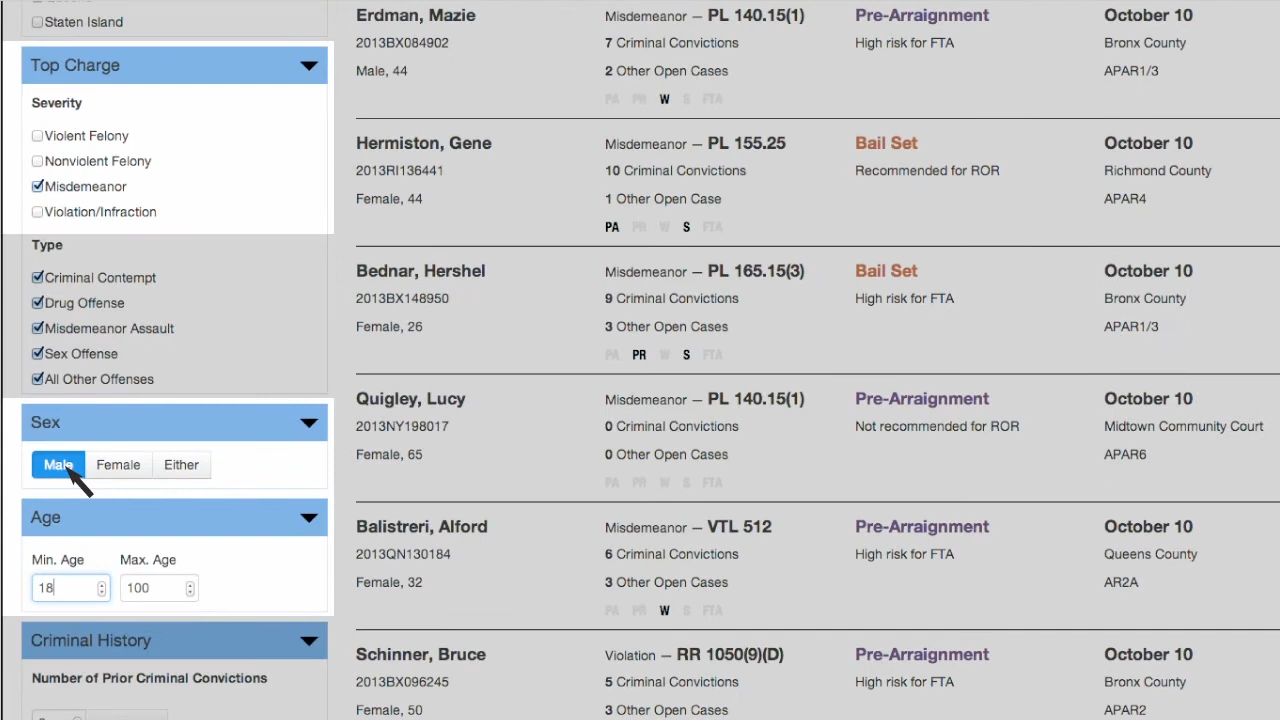 Staten Island
Top Charge
Severity
Violent Felony
Nonviolent Felony
Misdemeanor
Violation/Infraction
Type
Criminal Contempt
Drug Offense
Misdemeanor Assault
Sex Offense
All Other Offenses
Sex
Male Female Either
Age
Min. Age Max. Age
18 100
Criminal History
Number of Prior Criminal Convictions
Erdman, Mazie Misdemeanor — PL 140.15(1) Pre-Arraignment October 10
2013BX084902 7 Criminal Convictions High risk for FTA Bronx County
Male, 44 2 Other Open Cases APAR1/3
PA PR W S FTA
Hermiston, Gene Misdemeanor — PL 155.25 Bail Set October 10
2013RI136441 10 Criminal Convictions Recommended for ROR Richmond County
Female, 44 1 Other Open Case APAR4
PA PR W S FTA
Bednar, Hershel Misdemeanor — PL 165.15(3) Bail Set October 10
2013BX148950 9 Criminal Convictions High risk for FTA Bronx County
Female, 26 3 Other Open Cases APAR1/3
PA PR W S FTA
Quigley, Lucy Misdemeanor — PL 140.15(1) Pre-Arraignment October 10
2013NY198017 0 Criminal Convictions Not recommended for ROR Midtown Community Court
Female, 65 0 Other Open Cases APAR6
PA PR W S FTA
Balistreri, Alford Misdemeanor — VTL 512 Pre-Arraignment October 10
2013QN130184 6 Criminal Convictions High risk for FTA Queens County
Female, 32 3 Other Open Cases AR2A
PA PR W S FTA
Schinner, Bruce Violation — RR 1050(9)(D) Pre-Arraignment October 10
2013BX096245 5 Criminal Convictions High risk for FTA Bronx County
Female, 50 3 Other Open Cases APAR2